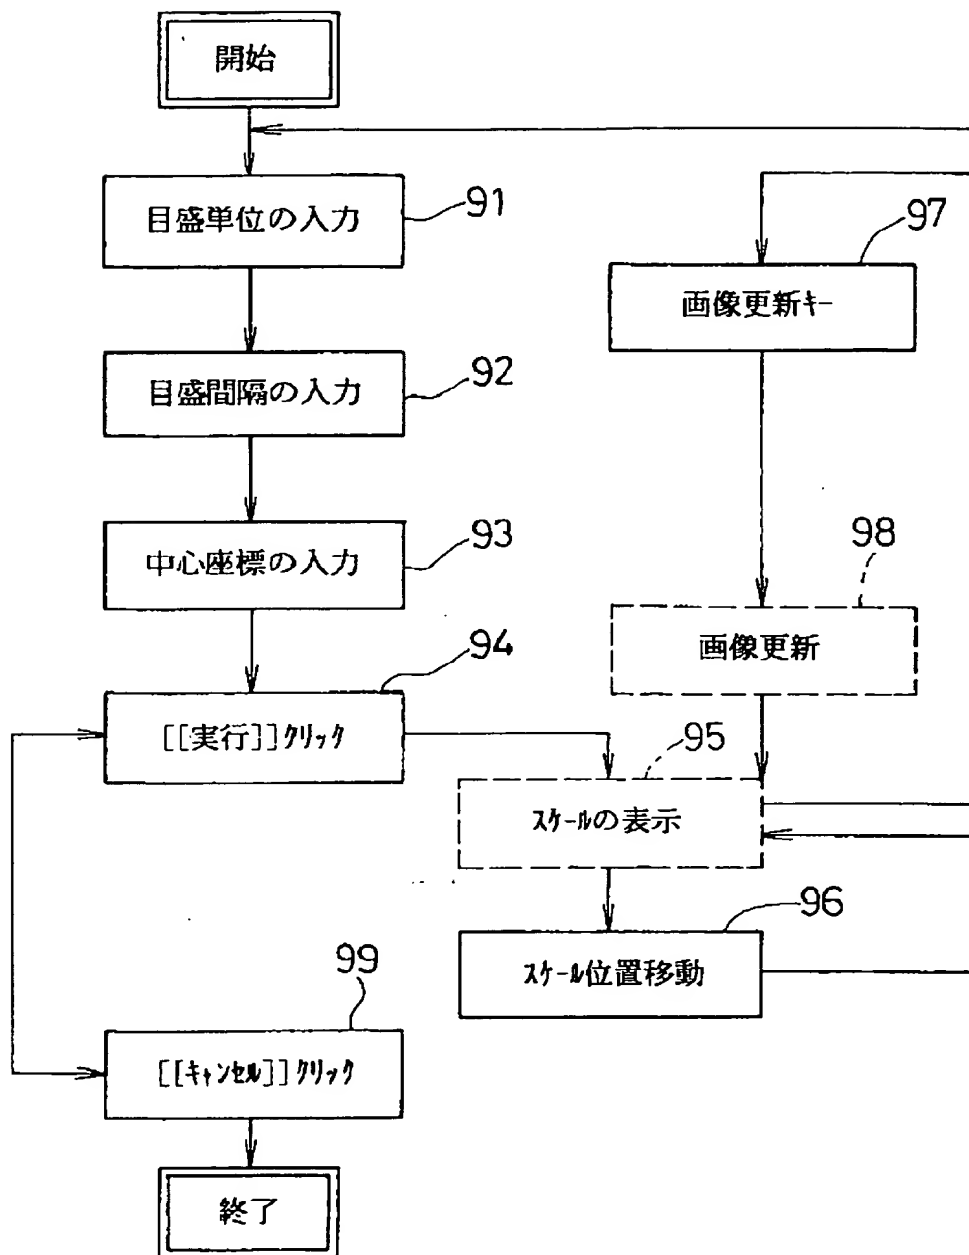 開始
目盛単位の入力
91
97
画像更新ｷｰ
目盛間隔の入力
92
中心座標の入力
93
98
画像更新
94
[[実行]]ｸﾘｯｸ
95
ｽｹｰﾙの表示
96
ｽｹｰﾙ位置移動
99
[[ｷｬﾝｾﾙ]]ｸﾘｯｸ
終了